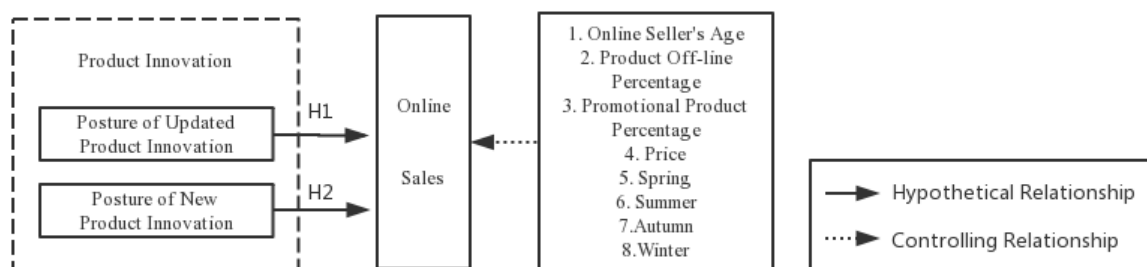 Product Innovation
Posture of Updated
Product Innovation
H1
Posture of New
Product Innovation
H2
Online
Sales
1. Online Seller's Age
2. Product Off-line
Percentage
3. Promotional Product
Percentage
4. Price
5. Spring
6. Summer
7.Autumn
8.Winter
Hypothetical Relationship
Controlling Relationship